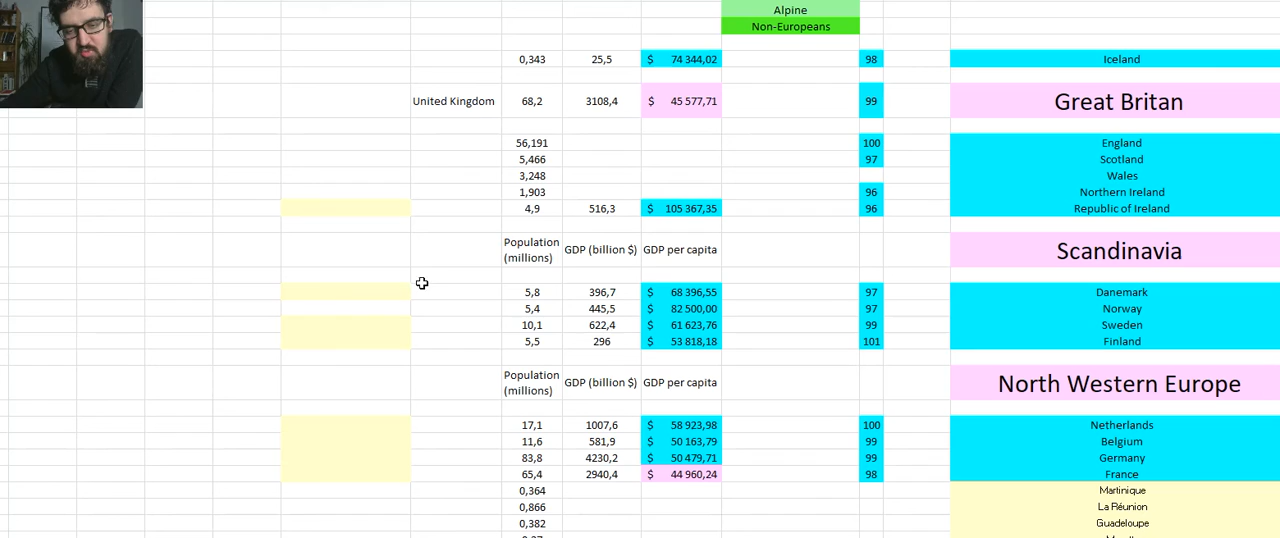 Alpine
Non-Europeans
0,343 25,5 $ 74 344,02 98 Iceland
United Kingdom 68,2 3108,4 $ 45 577,71 99 Great Britan
56,191 100 England
5,466 97 Scotland
3,248 Wales
1,903 96 Northern Ireland
4,9 516,3 $ 105 367,35 96 Republic of Ireland
Population (millions) GDP (billion $) GDP per capita Scandinavia
5,8 396,7 $ 68 396,55 97 Danemark
5,4 445,5 $ 82 500,00 97 Norway
10,1 622,4 $ 61 623,76 99 Sweden
5,5 296 $ 53 818,18 101 Finland
Population (millions) GDP (billion $) GDP per capita North Western Europe
17,1 1007,6 $ 58 923,98 100 Netherlands
11,6 581,9 $ 50 163,79 99 Belgium
83,8 4230,2 $ 50 479,71 99 Germany
65,4 2940,4 $ 44 960,24 98 France
0,364 Martinique
0,866 La Réunion
0,382 Guadeloupe